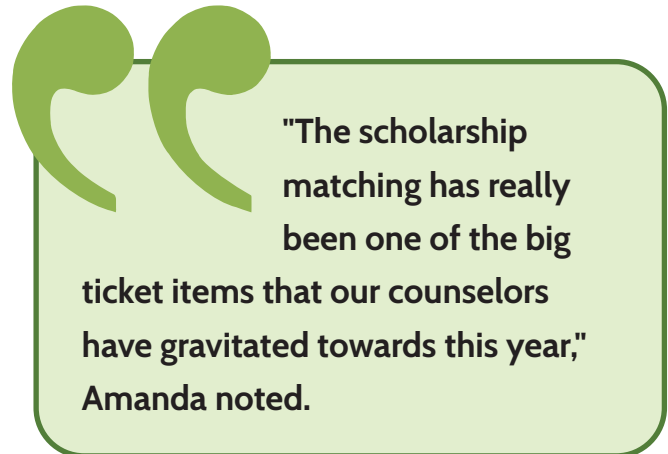 "The scholarship
matching has really
been one of the big
ticket items that our counselors
have gravitated towards this year,"
Amanda noted.